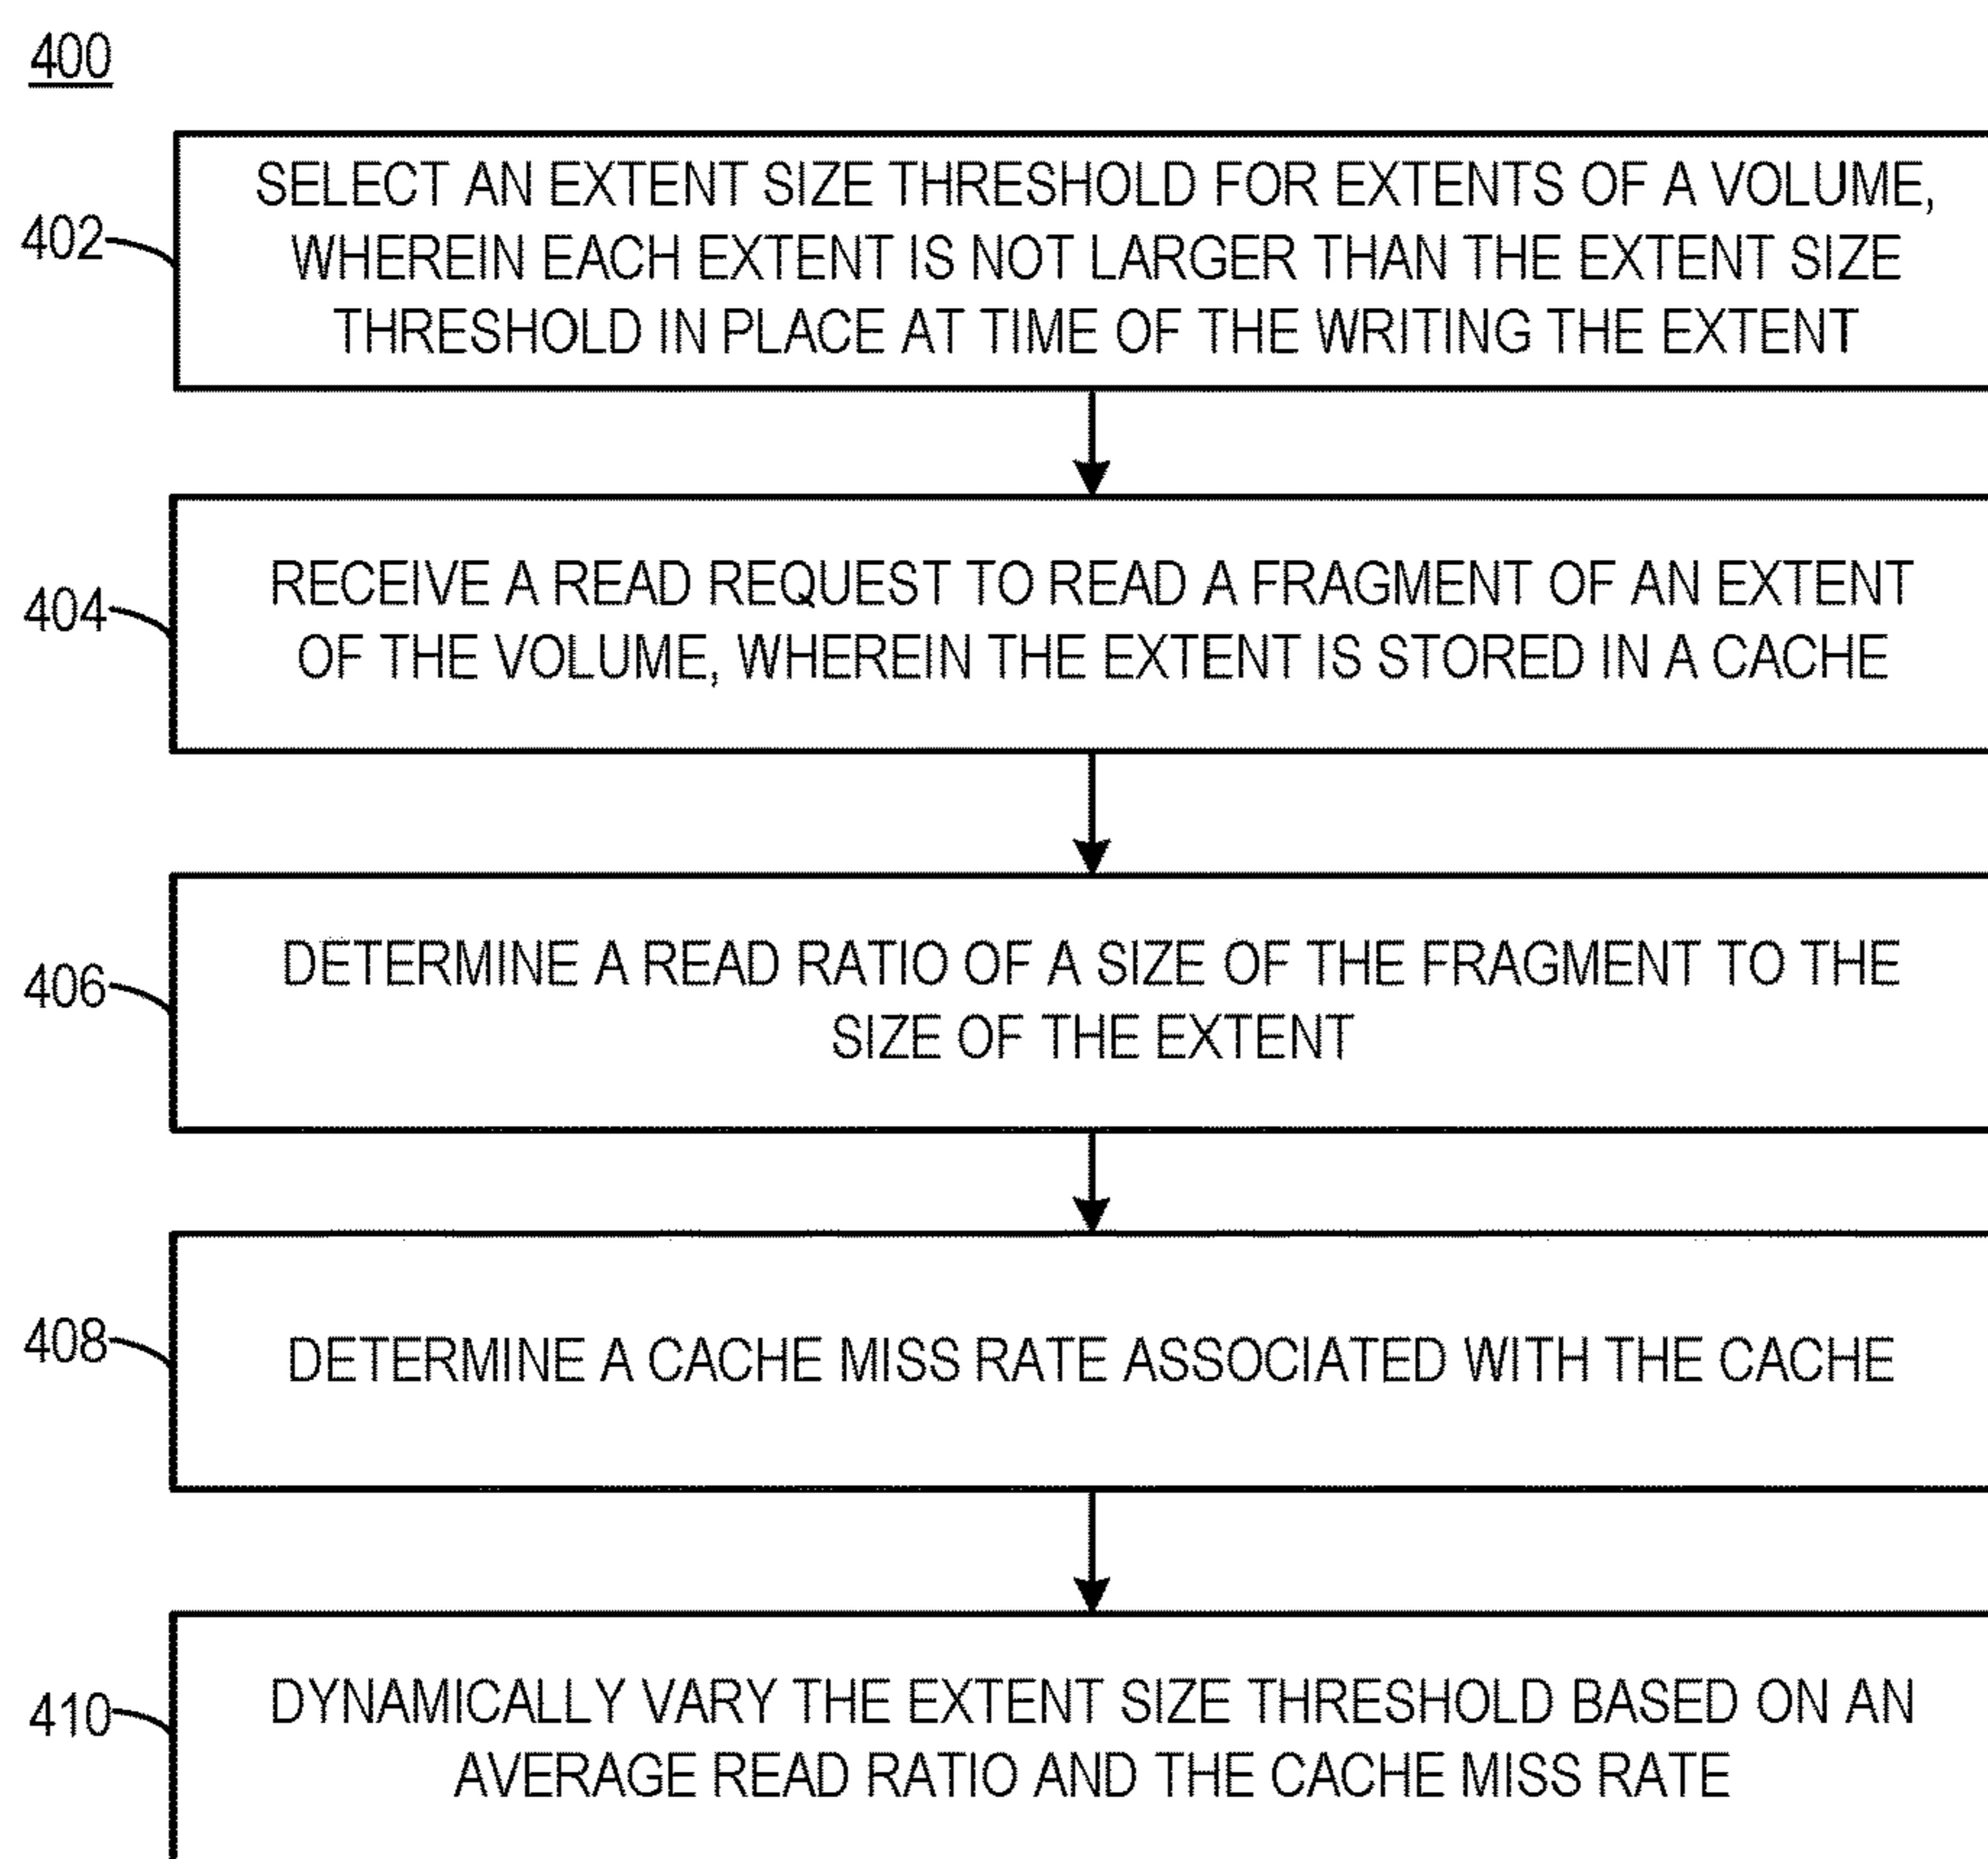 400
402
SELECT AN EXTENT SIZE THRESHOLD FOR EXTENTS OF A VOLUME,
WHEREIN EACH EXTENT IS NOT LARGER THAN THE EXTENT SIZE
THRESHOLD IN PLACE AT TIME OF THE WRITING THE EXTENT
404
RECEIVE A READ REQUEST TO READ A FRAGMENT OF AN EXTENT
OF THE VOLUME, WHEREIN THE EXTENT IS STORED IN A CACHE
406
DETERMINE A READ RATIO OF A SIZE OF THE FRAGMENT TO THE
SIZE OF THE EXTENT
408
DETERMINE A CACHE MISS RATE ASSOCIATED WITH THE CACHE
410
DYNAMICALLY VARY THE EXTENT SIZE THRESHOLD BASED ON AN
AVERAGE READ RATIO AND THE CACHE MISS RATE